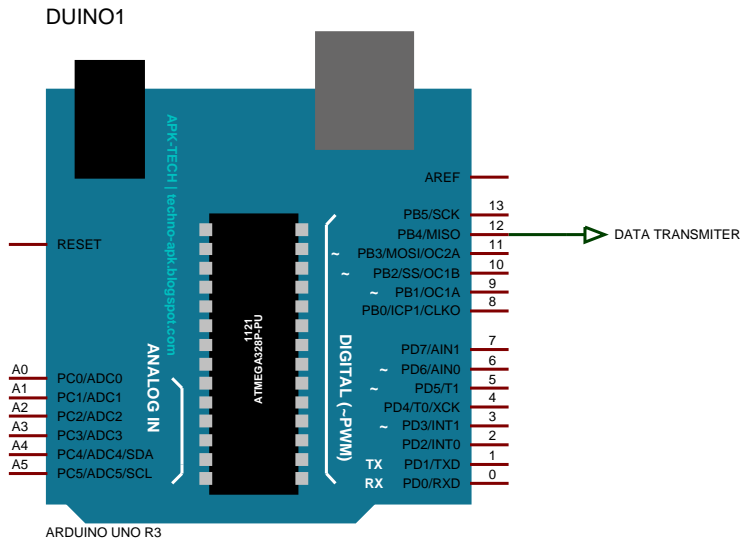 DUINO1
APK-TECH | techno-apk.blogspot.com
RESET
A0 PC0/ADC0
A1 PC1/ADC1
A2 PC2/ADC2
A3 PC3/ADC3
A4 PC4/ADC4/SDA
A5 PC5/ADC5/SCL
ANALOG IN
1121
ATMEGA328P-PU
DIGITAL (~PWM)
AREF
PB5/SCK 13
PB4/MISO 12
~ PB3/MOSI/OC2A 11
~ PB2/SS/OC1B 10
~ PB1/OC1A 9
PB0/ICP1/CLKO 8
PD7/AIN1 7
~ PD6/AIN0 6
~ PD5/T1 5
PD4/T0/XCK 4
~ PD3/INT1 3
PD2/INT0 2
TX PD1/TXD 1
RX PD0/RXD 0
DATA TRANSMITER
ARDUINO UNO R3